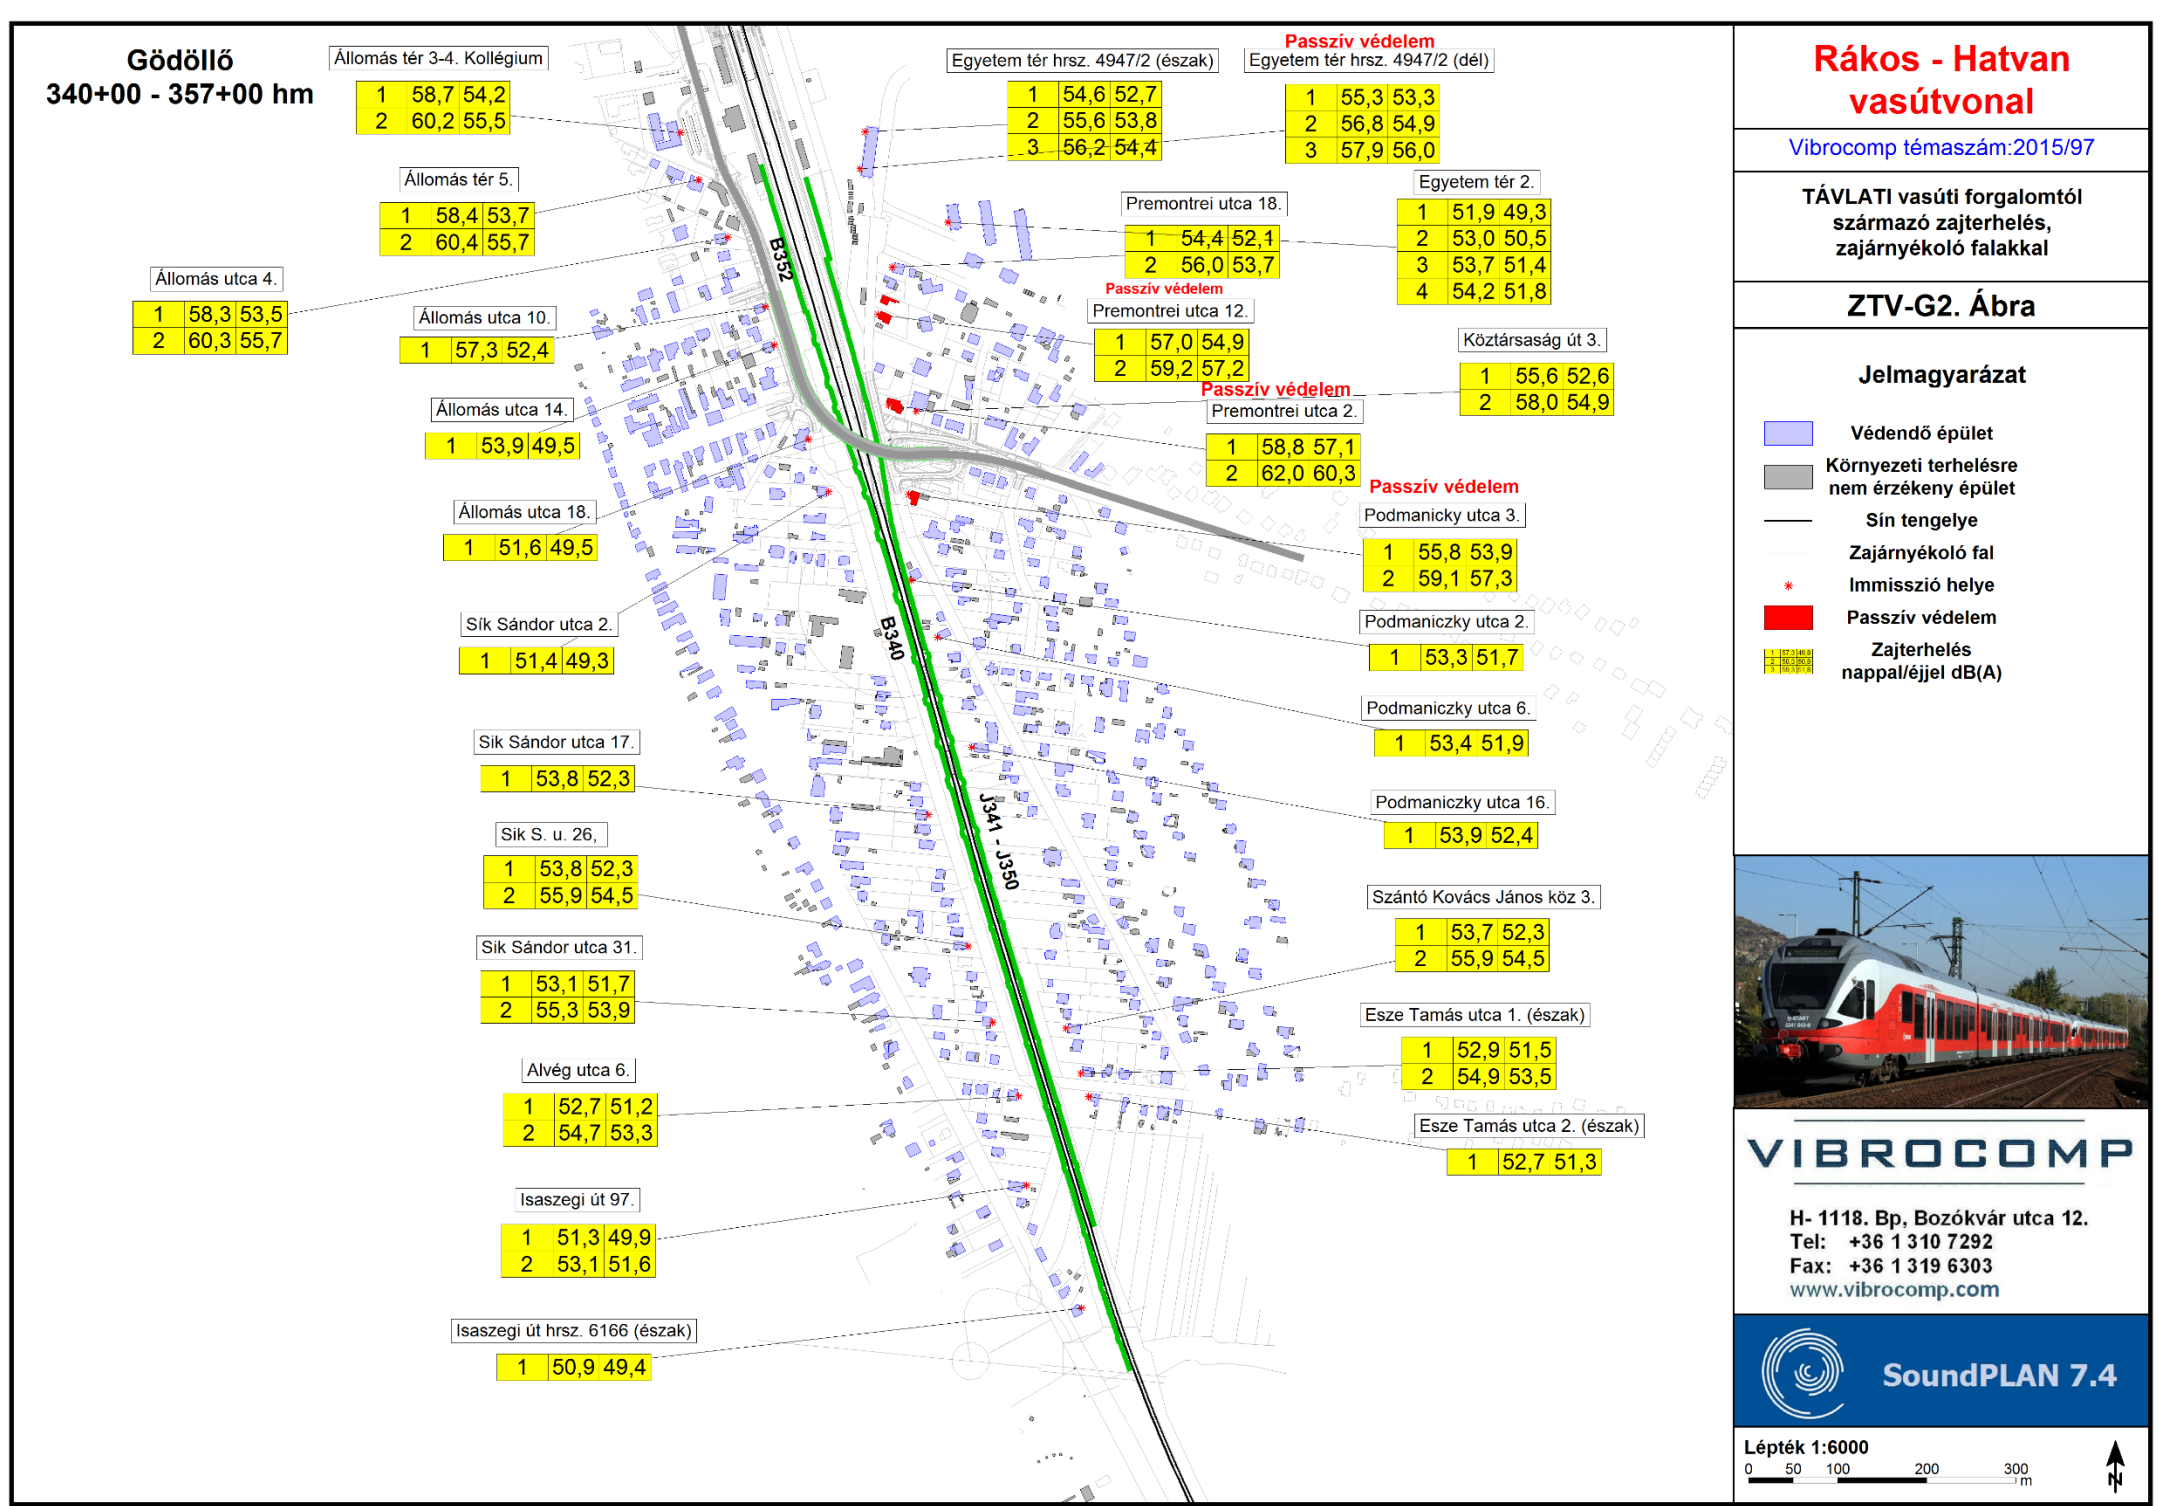 Gödöllő
340+00 - 357+00 hm
Állomás tér 3-4. Kollégium
1 58,7 54,2
2 60,2 55,5
Állomás tér 5.
1 58,4 53,7
2 60,4 55,7
Állomás utca 4.
1 58,3 53,5
2 60,3 55,7
Állomás utca 10.
1 57,3 52,4
Állomás utca 14.
1 53,9 49,5
Állomás utca 18.
1 51,6 49,5
Sík Sándor utca 2.
1 51,4 49,3
Sik Sándor utca 17.
1 53,8 52,3
Sik S. u. 26,
1 53,8 52,3
2 55,9 54,5
Sik Sándor utca 31.
1 53,1 51,7
2 55,3 53,9
Alvég utca 6.
1 52,7 51,2
2 54,7 53,3
Isaszegi út 97.
1 51,3 49,9
2 53,1 51,6
Isaszegi út hrsz. 6166 (észak)
1 50,9 49,4
B352
B340
J341 - J350
Egyetem tér hrsz. 4947/2 (észak)
1 54,6 52,7
2 55,6 53,8
3 56,2 54,4
Passzív védelem
Egyetem tér hrsz. 4947/2 (dél)
1 55,3 53,3
2 56,8 54,9
3 57,9 56,0
Egyetem tér 2.
1 51,9 49,3
2 53,0 50,5
3 53,7 51,4
4 54,2 51,8
Premontrei utca 18.
1 54,4 52,1
2 56,0 53,7
Passzív védelem
Premontrei utca 12.
1 57,0 54,9
2 59,2 57,2
Köztársaság út 3.
1 55,6 52,6
2 58,0 54,9
Passzív védelem
Premontrei utca 2.
1 58,8 57,1
2 62,0 60,3
Passzív védelem
Podmanicky utca 3.
1 55,8 53,9
2 59,1 57,3
Podmaniczky utca 2.
1 53,3 51,7
Podmaniczky utca 6.
1 53,4 51,9
Podmaniczky utca 16.
1 53,9 52,4
Szántó Kovács János köz 3.
1 53,7 52,3
2 55,9 54,5
Esze Tamás utca 1. (észak)
1 52,9 51,5
2 54,9 53,5
Esze Tamás utca 2. (észak)
1 52,7 51,3
Rákos - Hatvan
vasútvonal
Vibrocomp témaszám:2015/97
TÁVLATI vasúti forgalomtól
származó zajterhelés,
zajárnyékoló falakkal
ZTV-G2. Ábra
Jelmagyarázat
Védendő épület
Környezeti terhelésre
nem érzékeny épület
Sín tengelye
Zajárnyékoló fal
Immisszió helye
Passzív védelem
Zajterhelés
nappal/éjjel dB(A)
VIBROCOMP
H- 1118. Bp, Bozókvár utca 12.
Tel: +36 1 310 7292
Fax: +36 1 319 6303
www.vibrocomp.com
SoundPLAN 7.4
Lépték 1:6000
0 50 100 200 300
m
N